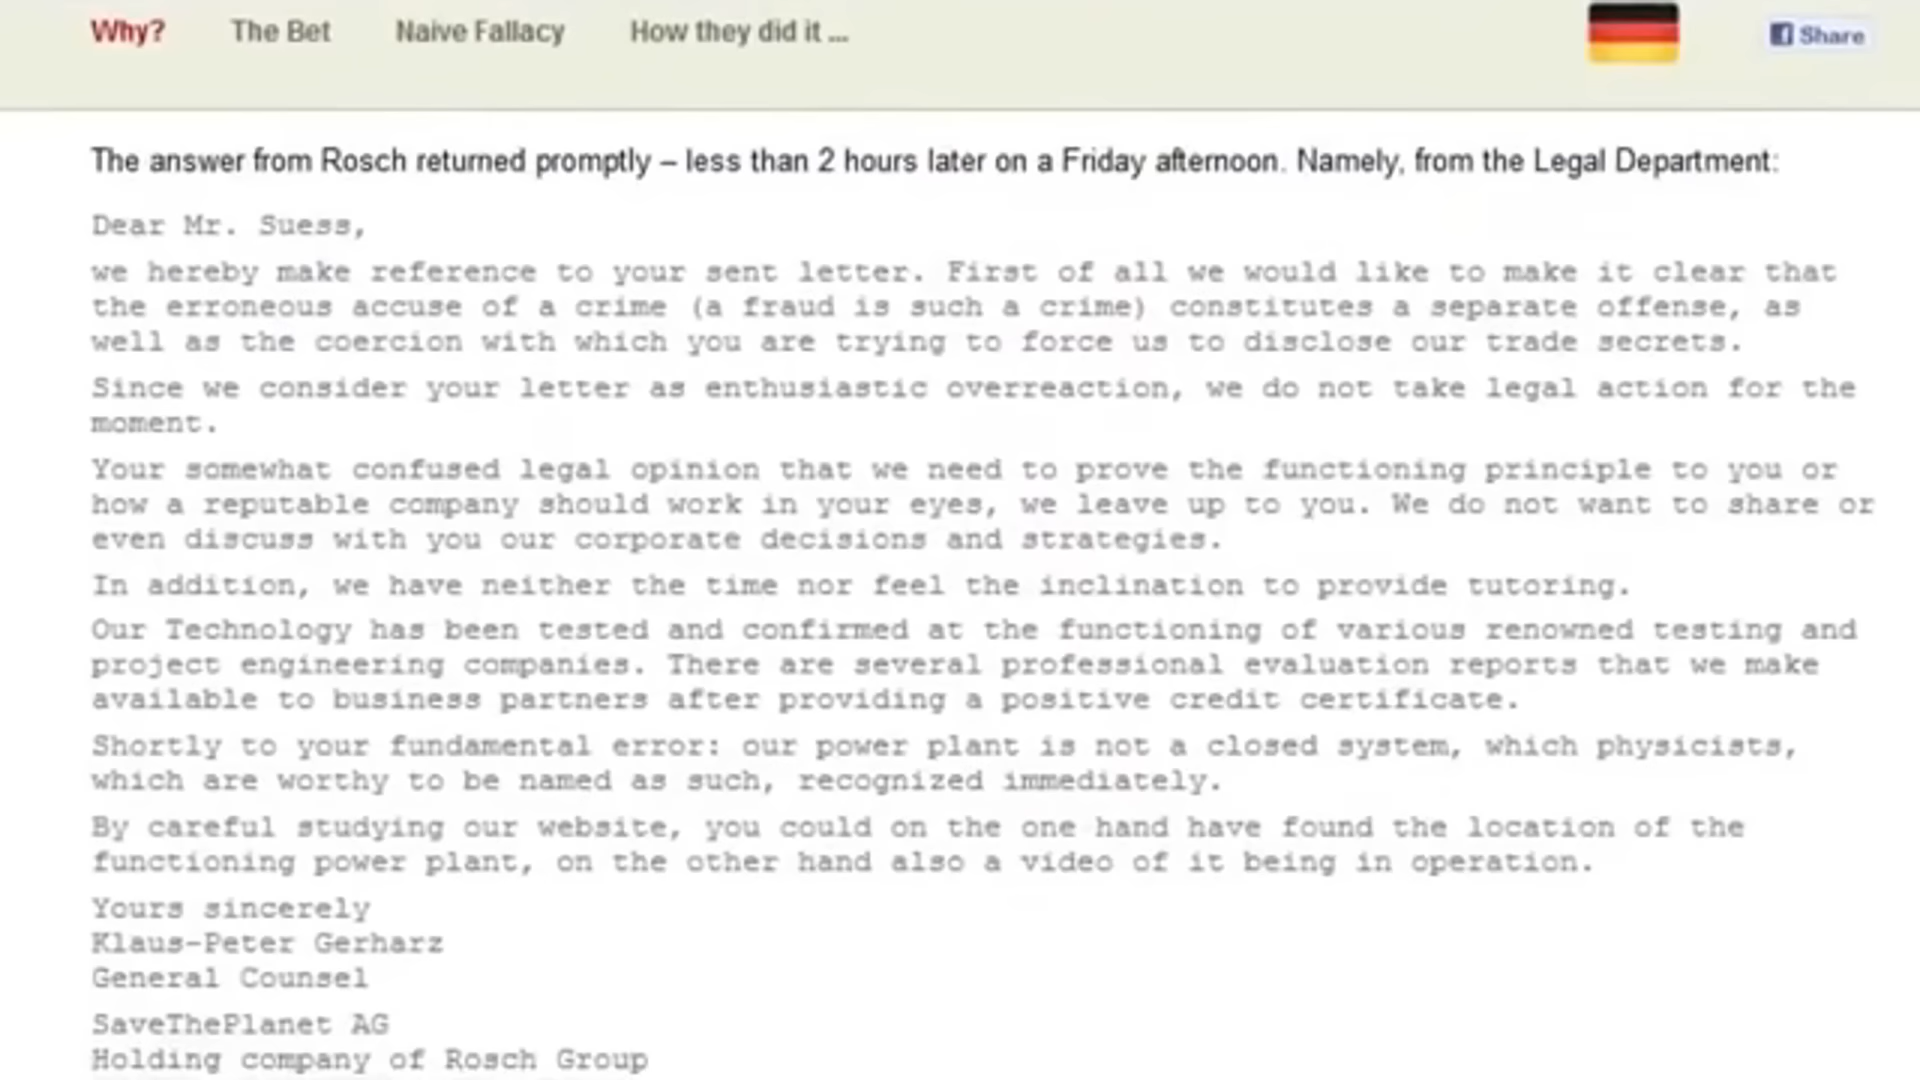 Why? The Bet Naive Fallacy How they did it ... Share
The answer from Rosch returned promptly – less than 2 hours later on a Friday afternoon. Namely, from the Legal Department:
Dear Mr. Suess,
we hereby make reference to your sent letter. First of all we would like to make it clear that
the erroneous accuse of a crime (a fraud is such a crime) constitutes a separate offense, as
well as the coercion with which you are trying to force us to disclose our trade secrets.
Since we consider your letter as enthusiastic overreaction, we do not take legal action for the
moment.
Your somewhat confused legal opinion that we need to prove the functioning principle to you or
how a reputable company should work in your eyes, we leave up to you. We do not want to share or
even discuss with you our corporate decisions and strategies.
In addition, we have neither the time nor feel the inclination to provide tutoring.
Our Technology has been tested and confirmed at the functioning of various renowned testing and
project engineering companies. There are several professional evaluation reports that we make
available to business partners after providing a positive credit certificate.
Shortly to your fundamental error: our power plant is not a closed system, which physicists,
which are worthy to be named as such, recognized immediately.
By careful studying our website, you could on the one hand have found the location of the
functioning power plant, on the other hand also a video of it being in operation.
Yours sincerely
Klaus-Peter Gerharz
General Counsel
SaveThePlanet AG
Holding company of Rosch Group